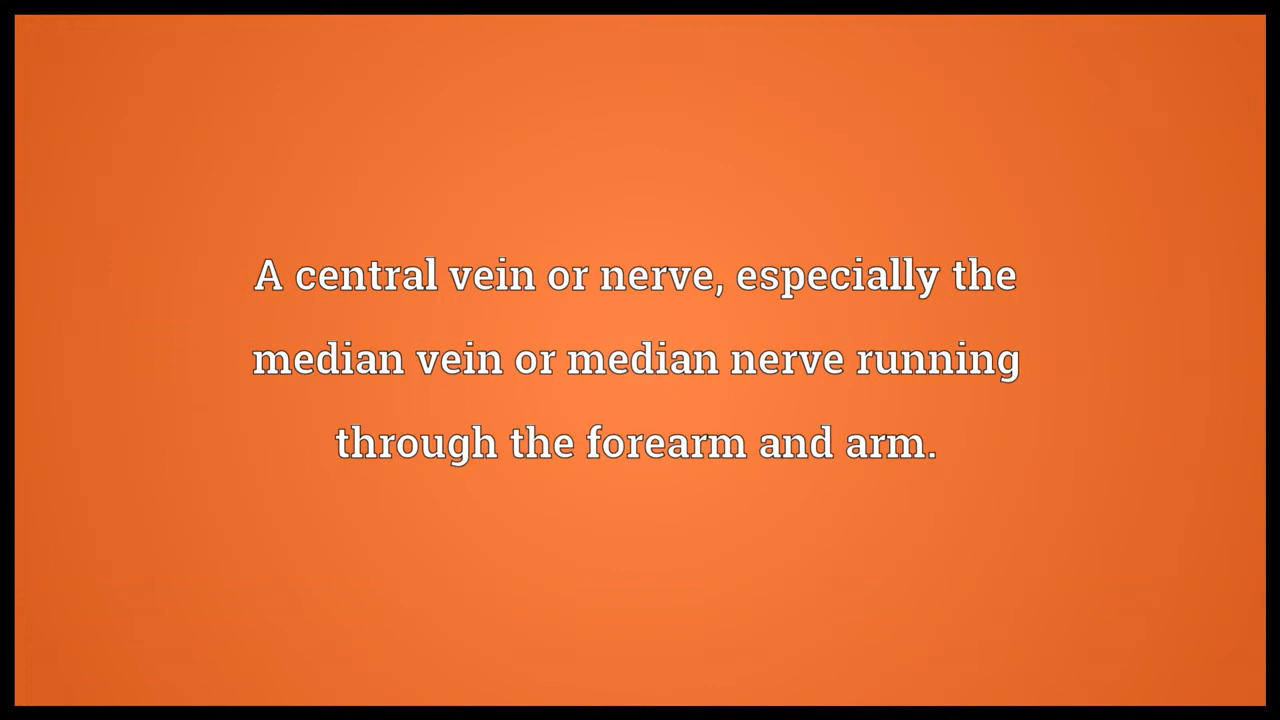 A central vein or nerve, especially the
median vein or median nerve running
through the forearm and arm.